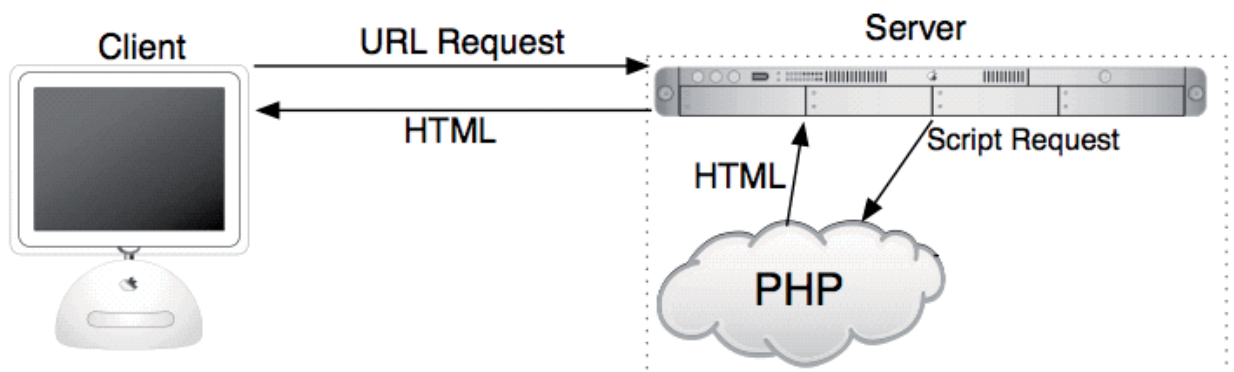 Client
URL Request
Server
HTML
Script Request
HTML
PHP